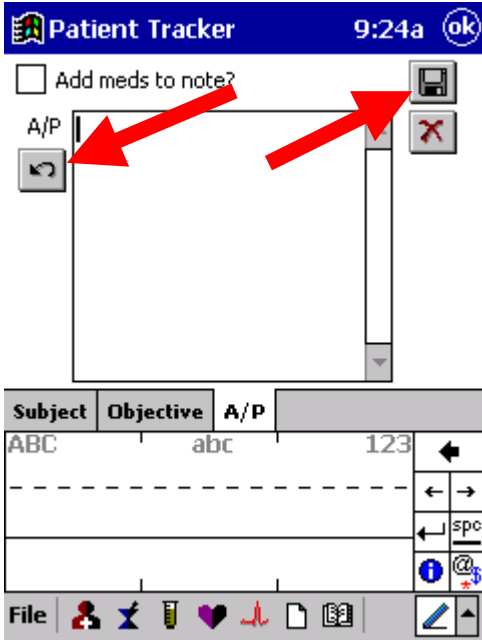 Patient Tracker 9:24a ok
Add meds to note?
A/P
Subject Objective A/P
ABC abc 123
spc
@*$
File